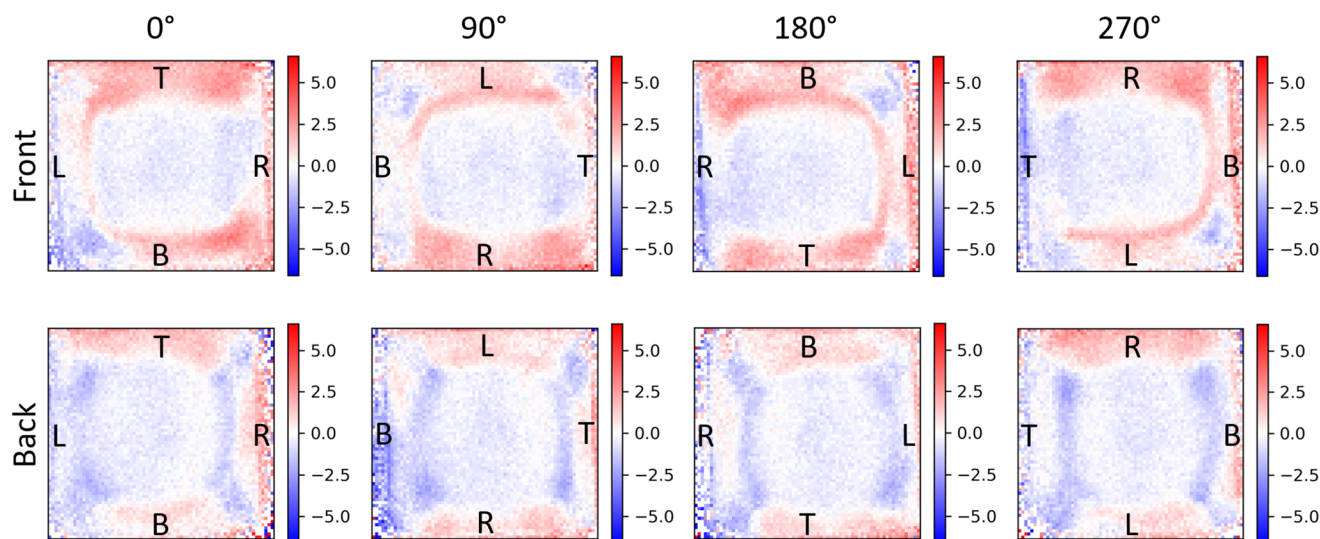 0° 90° 180° 270°
Front
T 5.0 L 5.0 B 5.0 R 5.0
2.5 2.5 2.5 2.5
L R 0.0 B T 0.0 R L 0.0 T B 0.0
−2.5 −2.5 −2.5 −2.5
B −5.0 R −5.0 T −5.0 L −5.0
Back
T 5.0 L 5.0 B 5.0 R 5.0
2.5 2.5 2.5 2.5
L R 0.0 B T 0.0 R L 0.0 T B 0.0
−2.5 −2.5 −2.5 −2.5
B −5.0 R −5.0 T −5.0 L −5.0